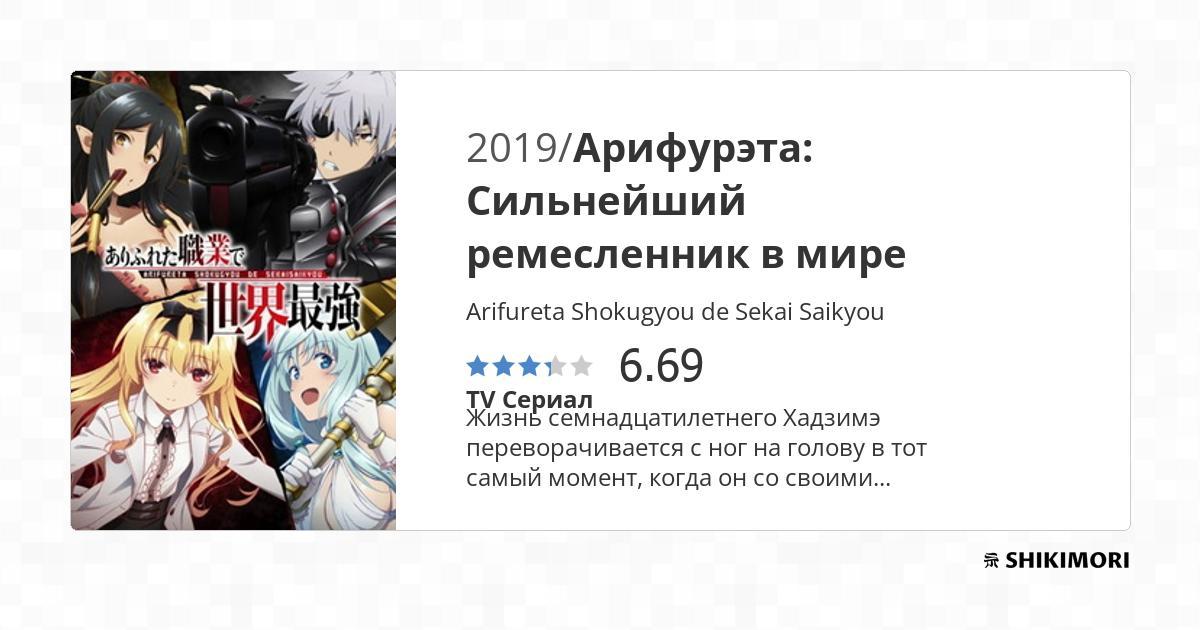 ありふれた職業で
ARIFURETA SHOKUGYOU DE SEKAISAIKYOU
世界最強
2019/Арифурэта:
Сильнейший
ремесленник в мире
Arifureta Shokugyou de Sekai Saikyou
6.69
TV Сериал
Жизнь семнадцатилетнего Хадзимэ
переворачивается с ног на голову в тот
самый момент, когда он со своими...
SHIKIMORI